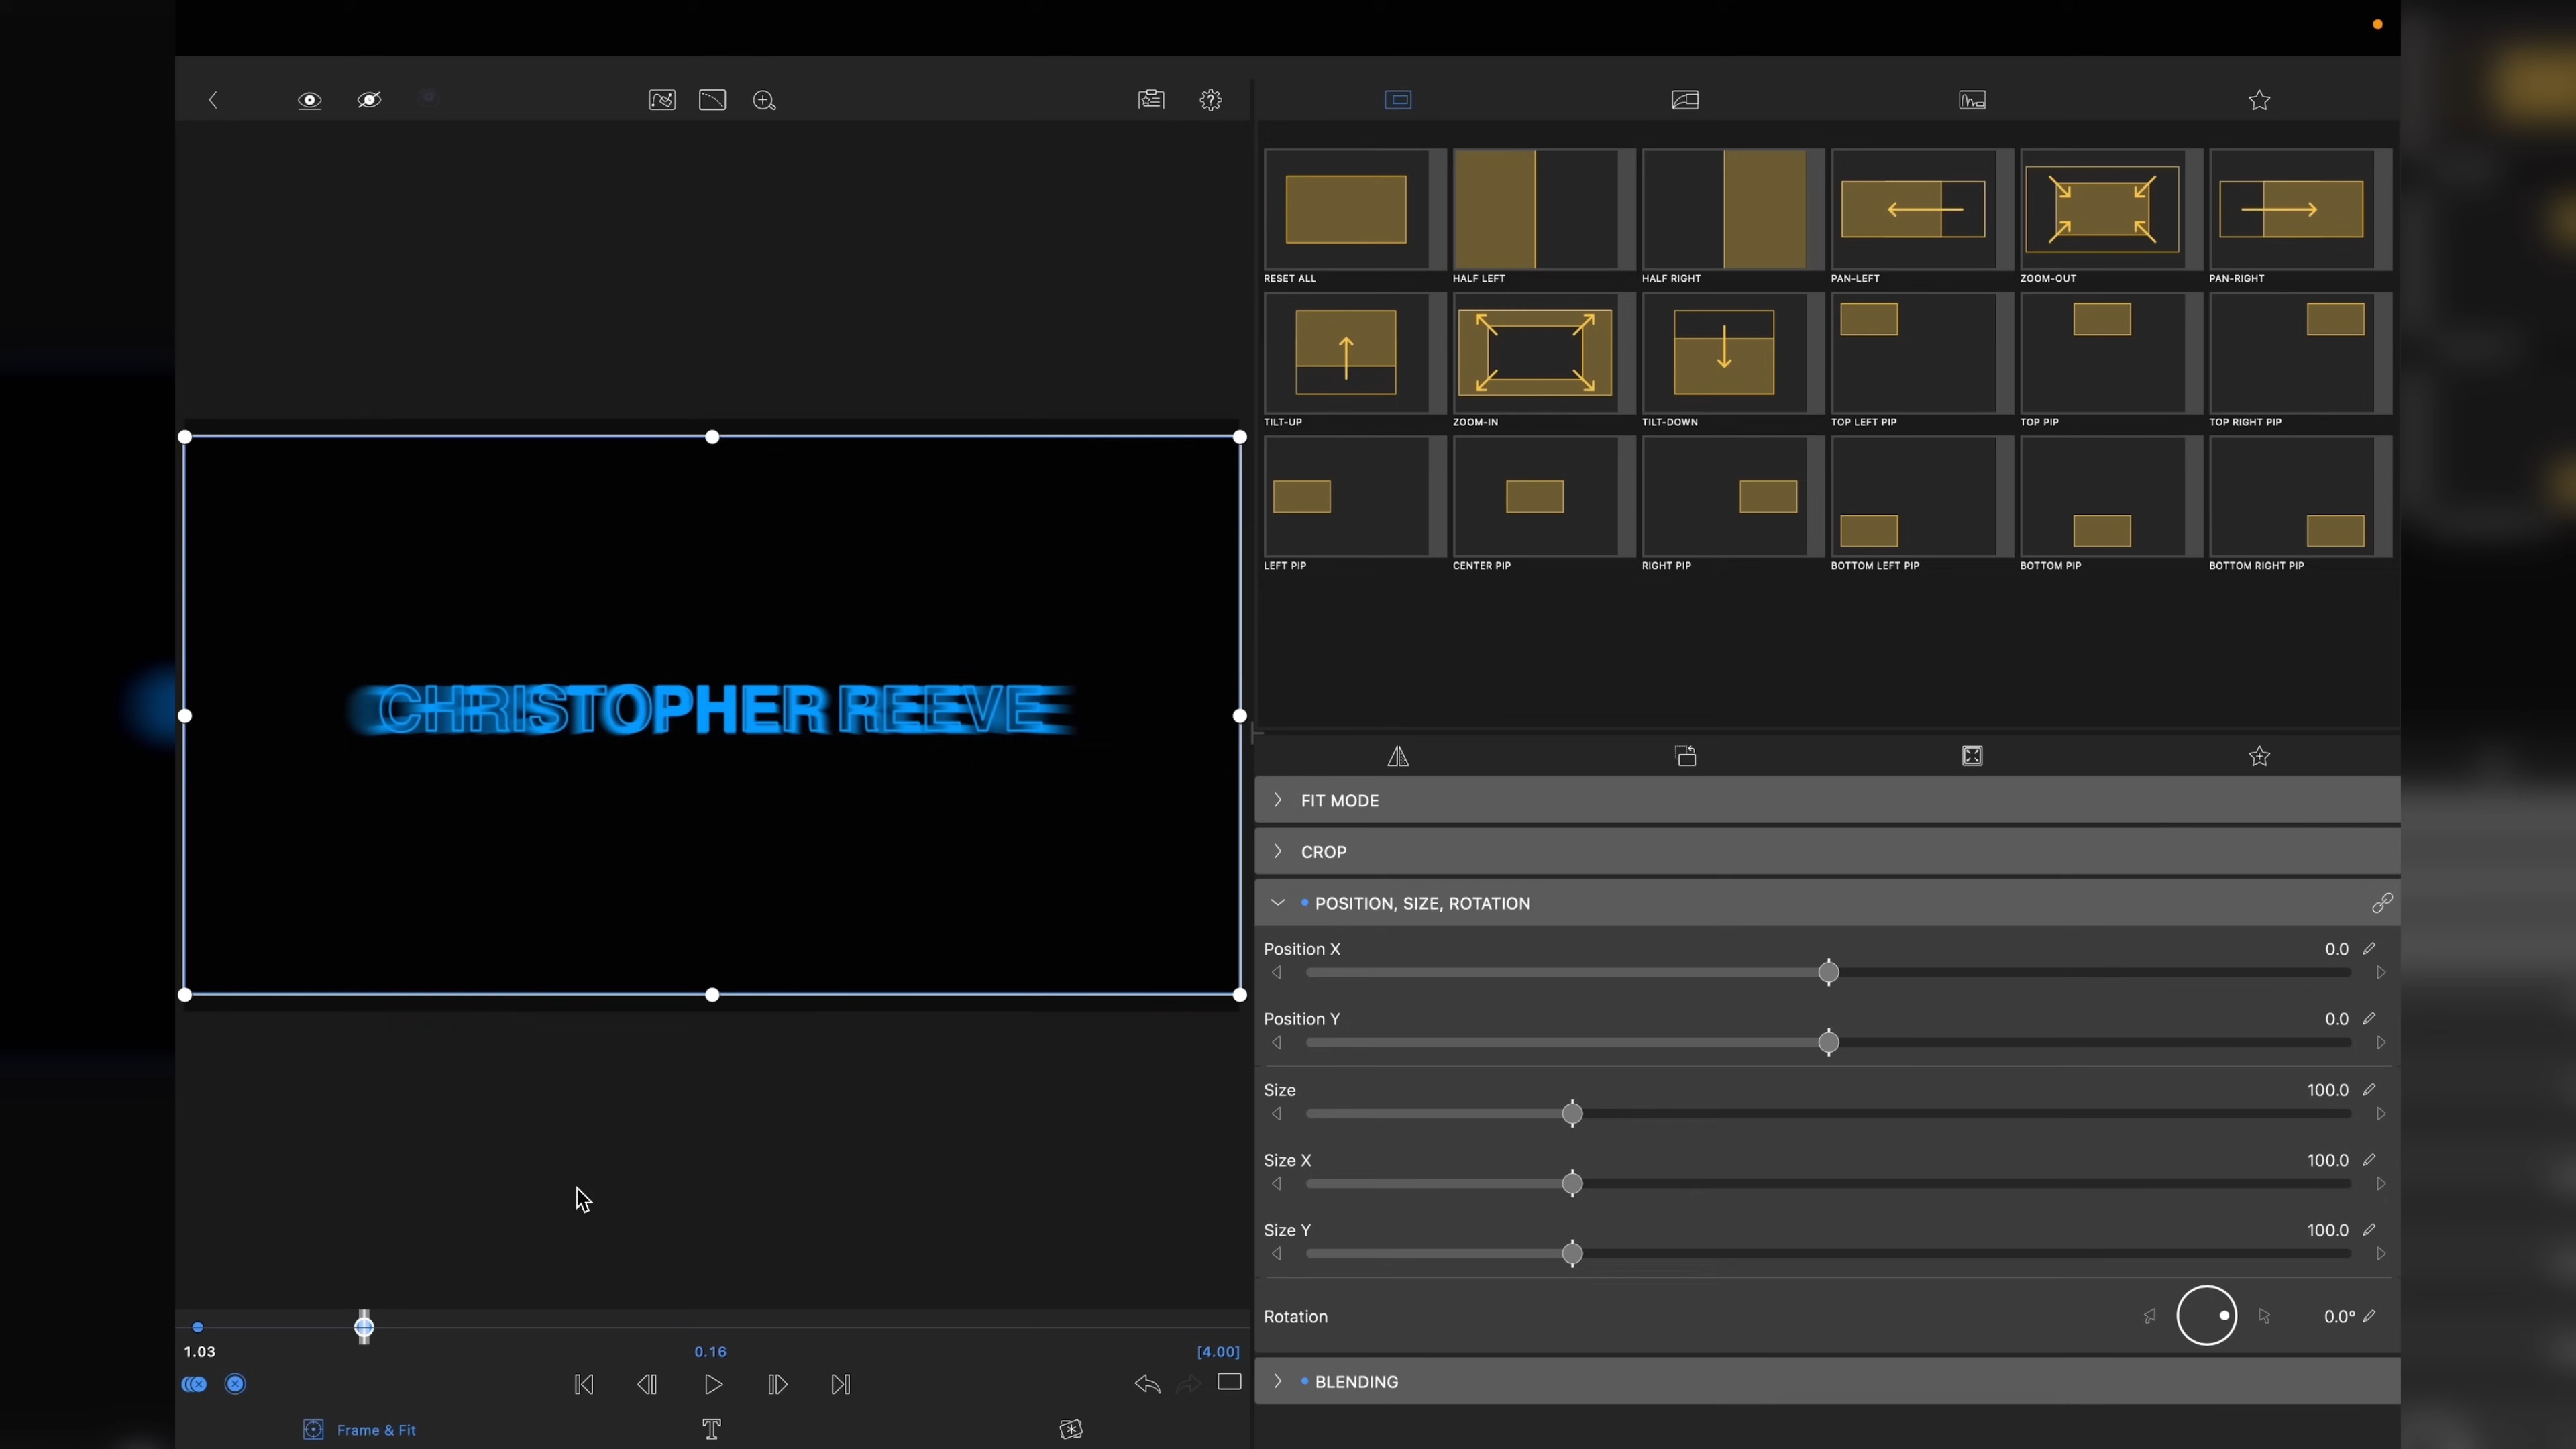 RESET ALL
HALF LEFT
HALF RIGHT
PAN-LEFT
ZOOM-OUT
PAN-RIGHT
TILT-UP
ZOOM-IN
TILT-DOWN
TOP LEFT PIP
TOP PIP
TOP RIGHT PIP
LEFT PIP
CENTER PIP
RIGHT PIP
BOTTOM LEFT PIP
BOTTOM PIP
BOTTOM RIGHT PIP
CHRISTOPHER REEVE
FIT MODE
CROP
POSITION, SIZE, ROTATION
Position X 0.0
Position Y 0.0
Size 100.0
Size X 100.0
Size Y 100.0
Rotation 0.0°
BLENDING
1.03 0.16 [4.00]
Frame & Fit